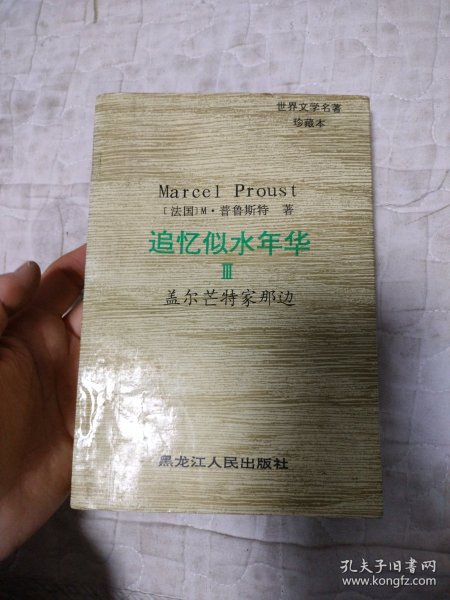 世界文学名著
珍藏本
Marcel Proust
［法国］M·普鲁斯特 著
追忆似水年华
Ⅲ
盖尔芒特家那边
黑龙江人民出版社
孔夫子旧书网
www.kongfz.com